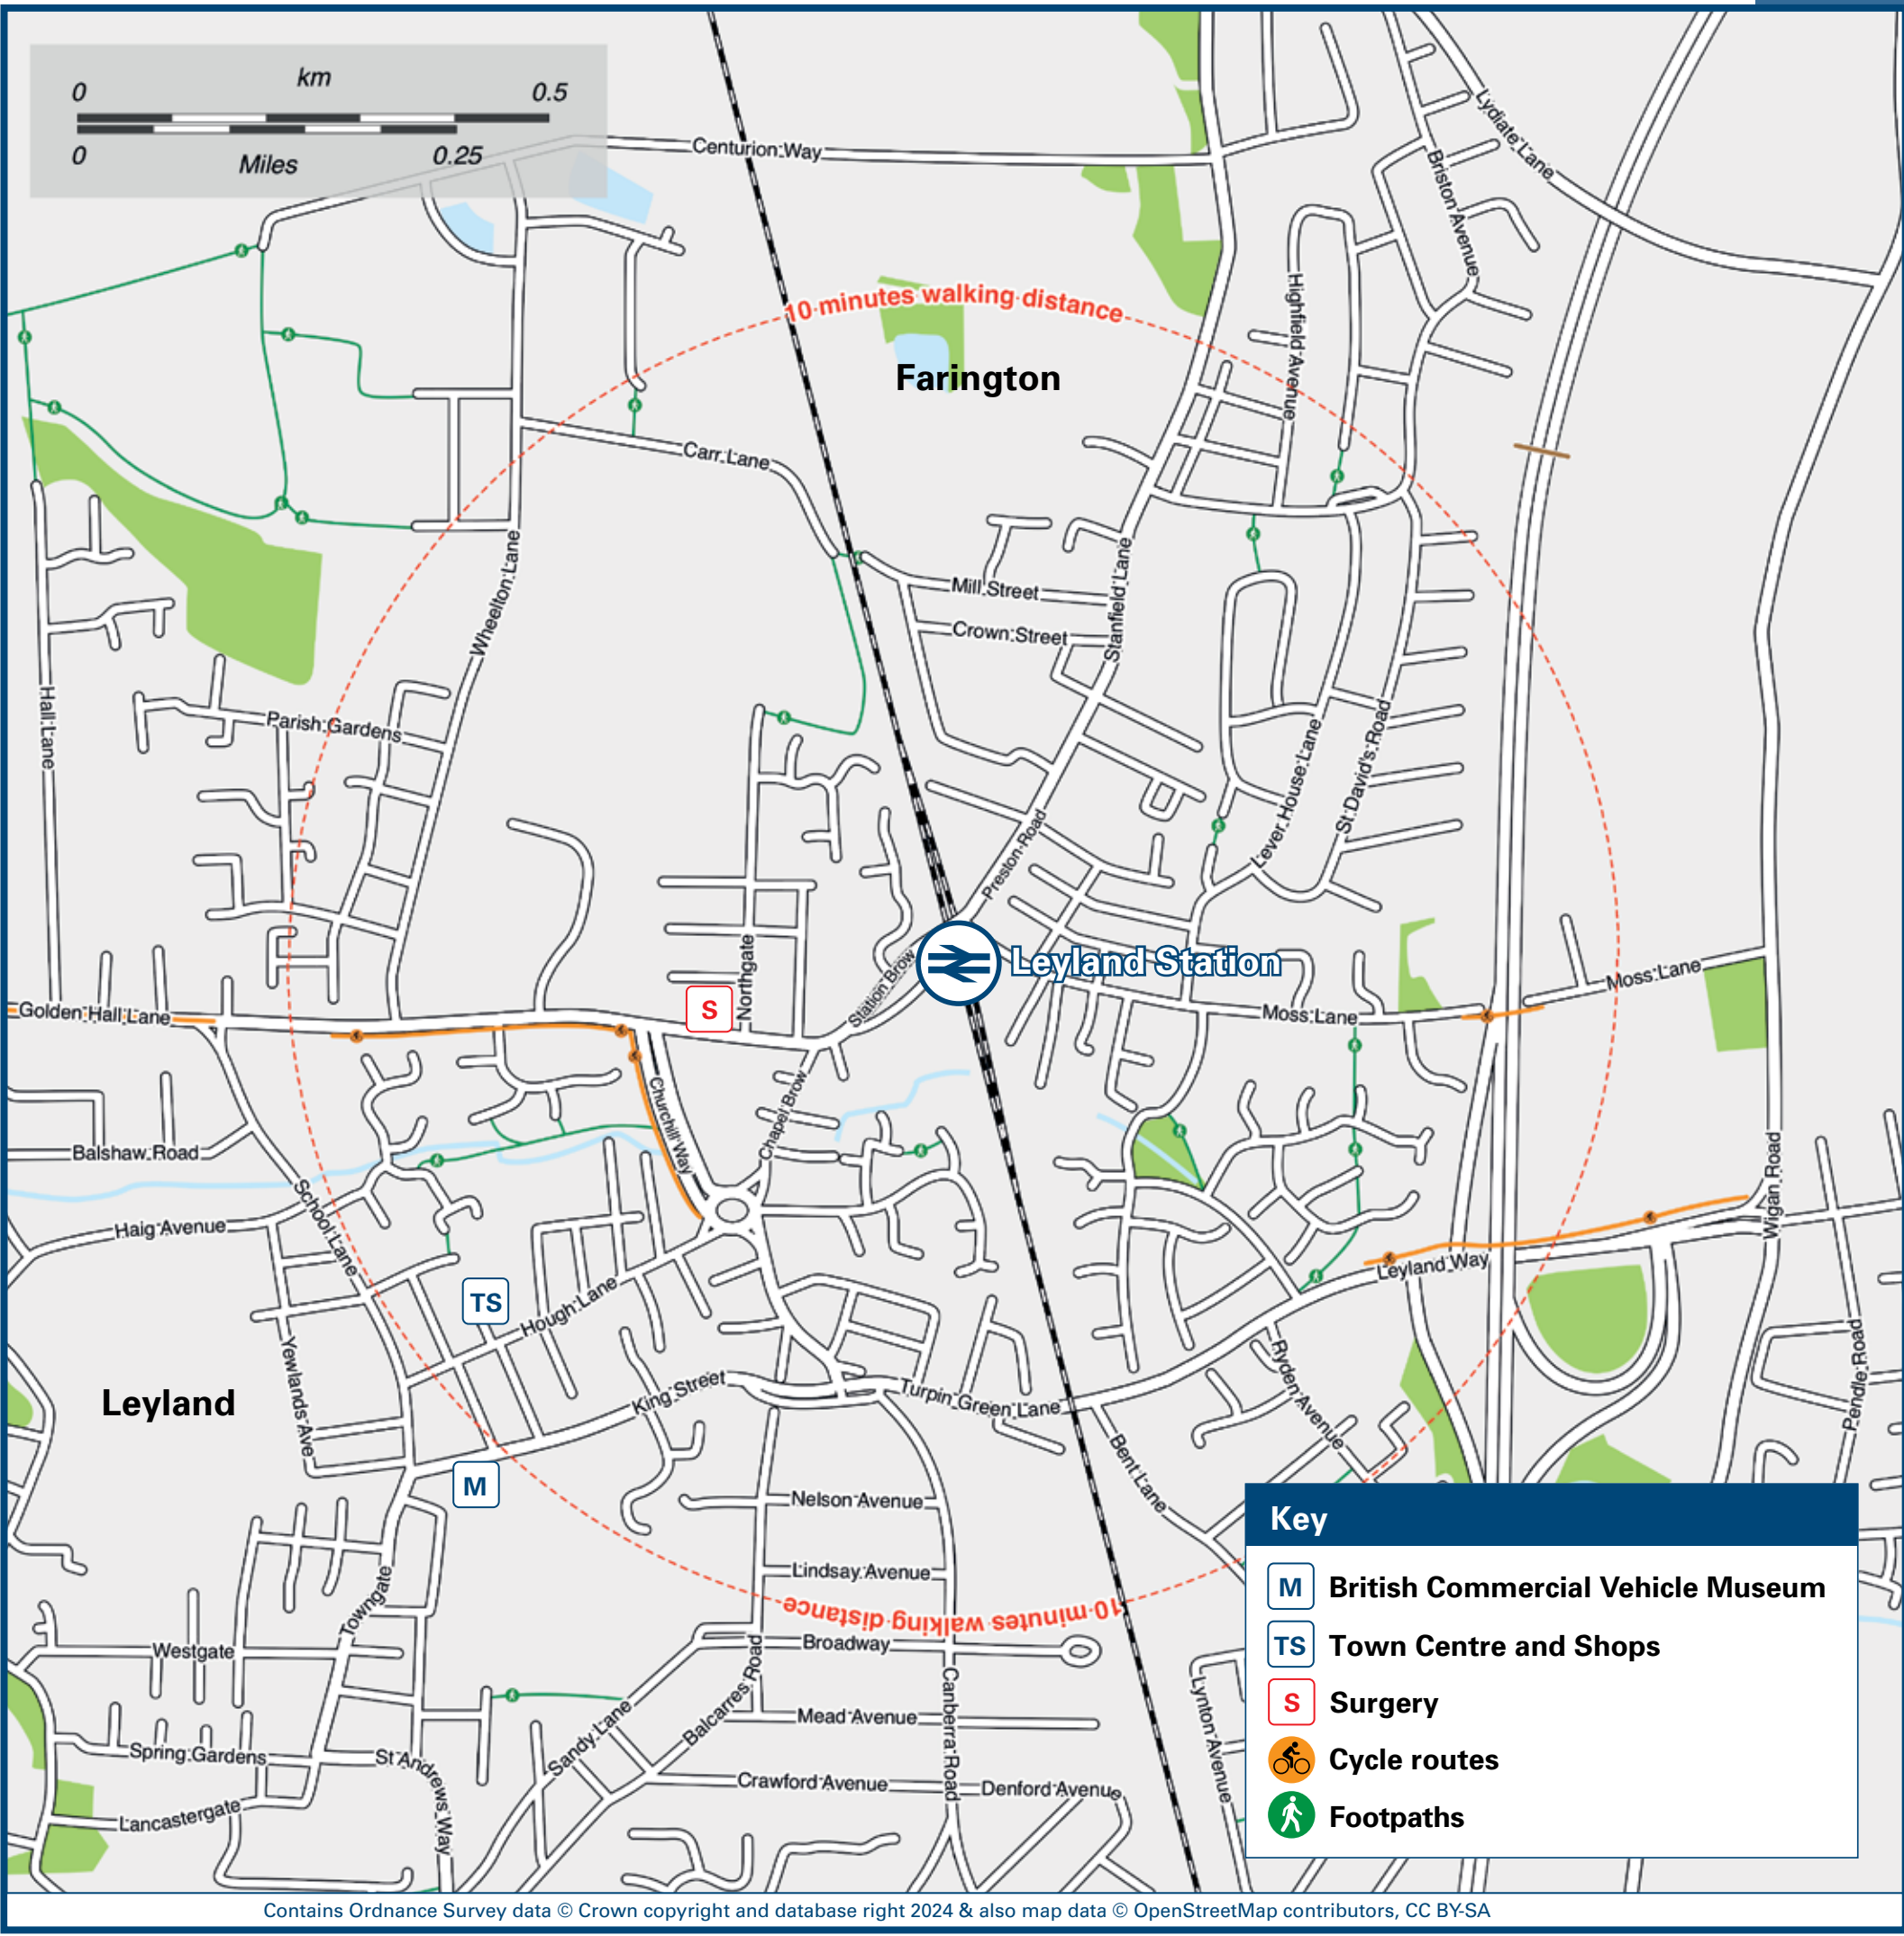 km
0 0.5
0 Miles 0.25
Centurion Way
Lydiate Lane
Briston Avenue
10 minutes walking distance
Highfield Avenue
Farington
Carr Lane
Wheelton Lane
Mill Street
Crown Street
Stanfield Lane
Hall Lane
Parish Gardens
Lever House Lane
St David's Road
Preston Road
Northgate
Station Brow
Leyland Station
S
Moss Lane
Moss Lane
Golden Hall Lane
Churchill Way
Chapel Brow
Balshaw Road
School Lane
Haig Avenue
Wigan Road
Leyland Way
TS
Hough Lane
Yewlands Ave
Leyland
King Street
Turpin Green Lane
Ryden Avenue
Pendle Road
Bent Lane
M
Nelson Avenue
Lindsay Avenue
10 minutes walking distance
Towngate
Westgate
Broadway
Balcarres Road
Canberra Road
Lynton Avenue
Mead Avenue
Sandy Lane
Spring Gardens
St Andrews Way
Crawford Avenue
Denford Avenue
Lancastergate
Key
M British Commercial Vehicle Museum
TS Town Centre and Shops
S Surgery
Cycle routes
Footpaths
Contains Ordnance Survey data © Crown copyright and database right 2024 & also map data © OpenStreetMap contributors, CC BY-SA